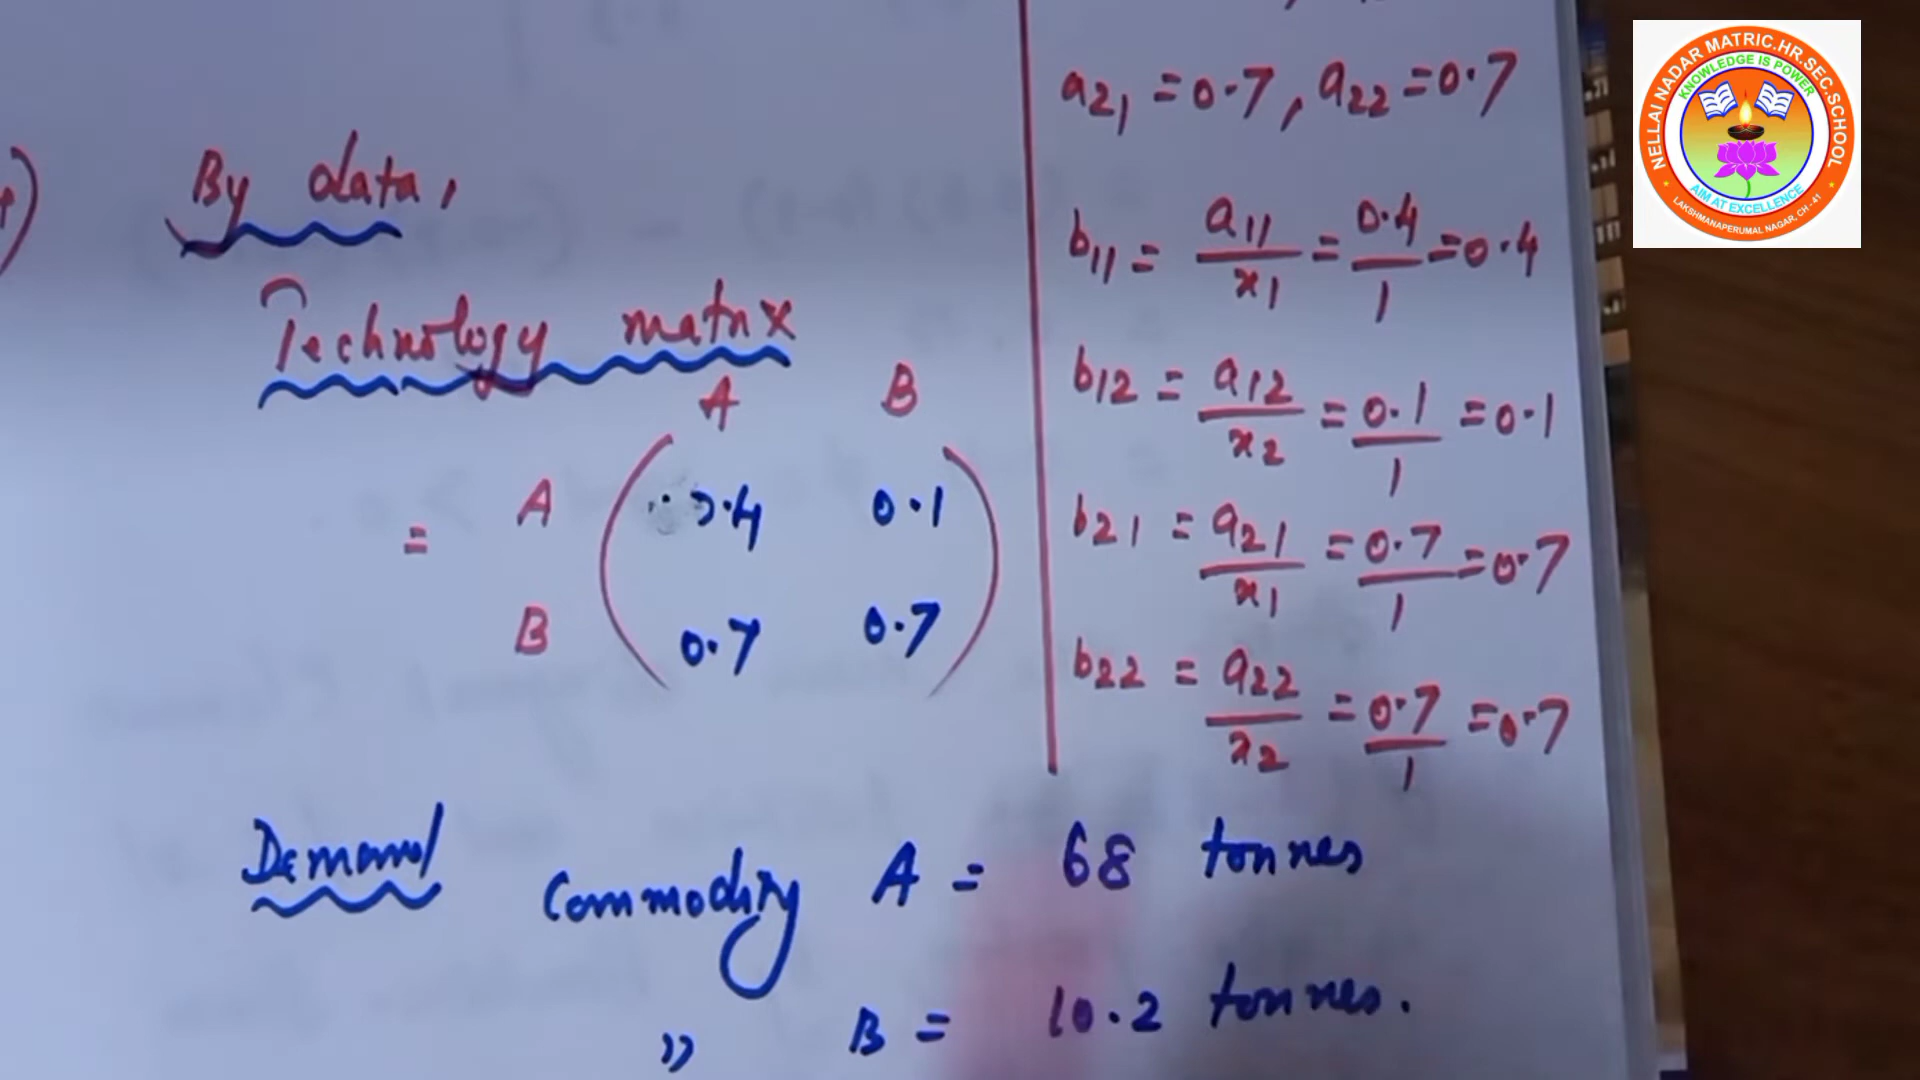 By data,
Technology matrix
A B
= A ( 0.4 0.1
B 0.7 0.7 )
a21 = 0.7, a22 = 0.7
b11 = a11/x1 = 0.4/1 = 0.4
b12 = a12/x2 = 0.1/1 = 0.1
b21 = a21/x1 = 0.7/1 = 0.7
b22 = a22/x2 = 0.7/1 = 0.7
Demand Commodity A = 68 tonnes
" B = 10.2 tonnes.
NELLAI NADAR MATRIC.HR.SEC.SCHOOL
KNOWLEDGE IS POWER
AIM AT EXCELLENCE
LAKSHMANAPERUMAL NAGAR, CH - 41